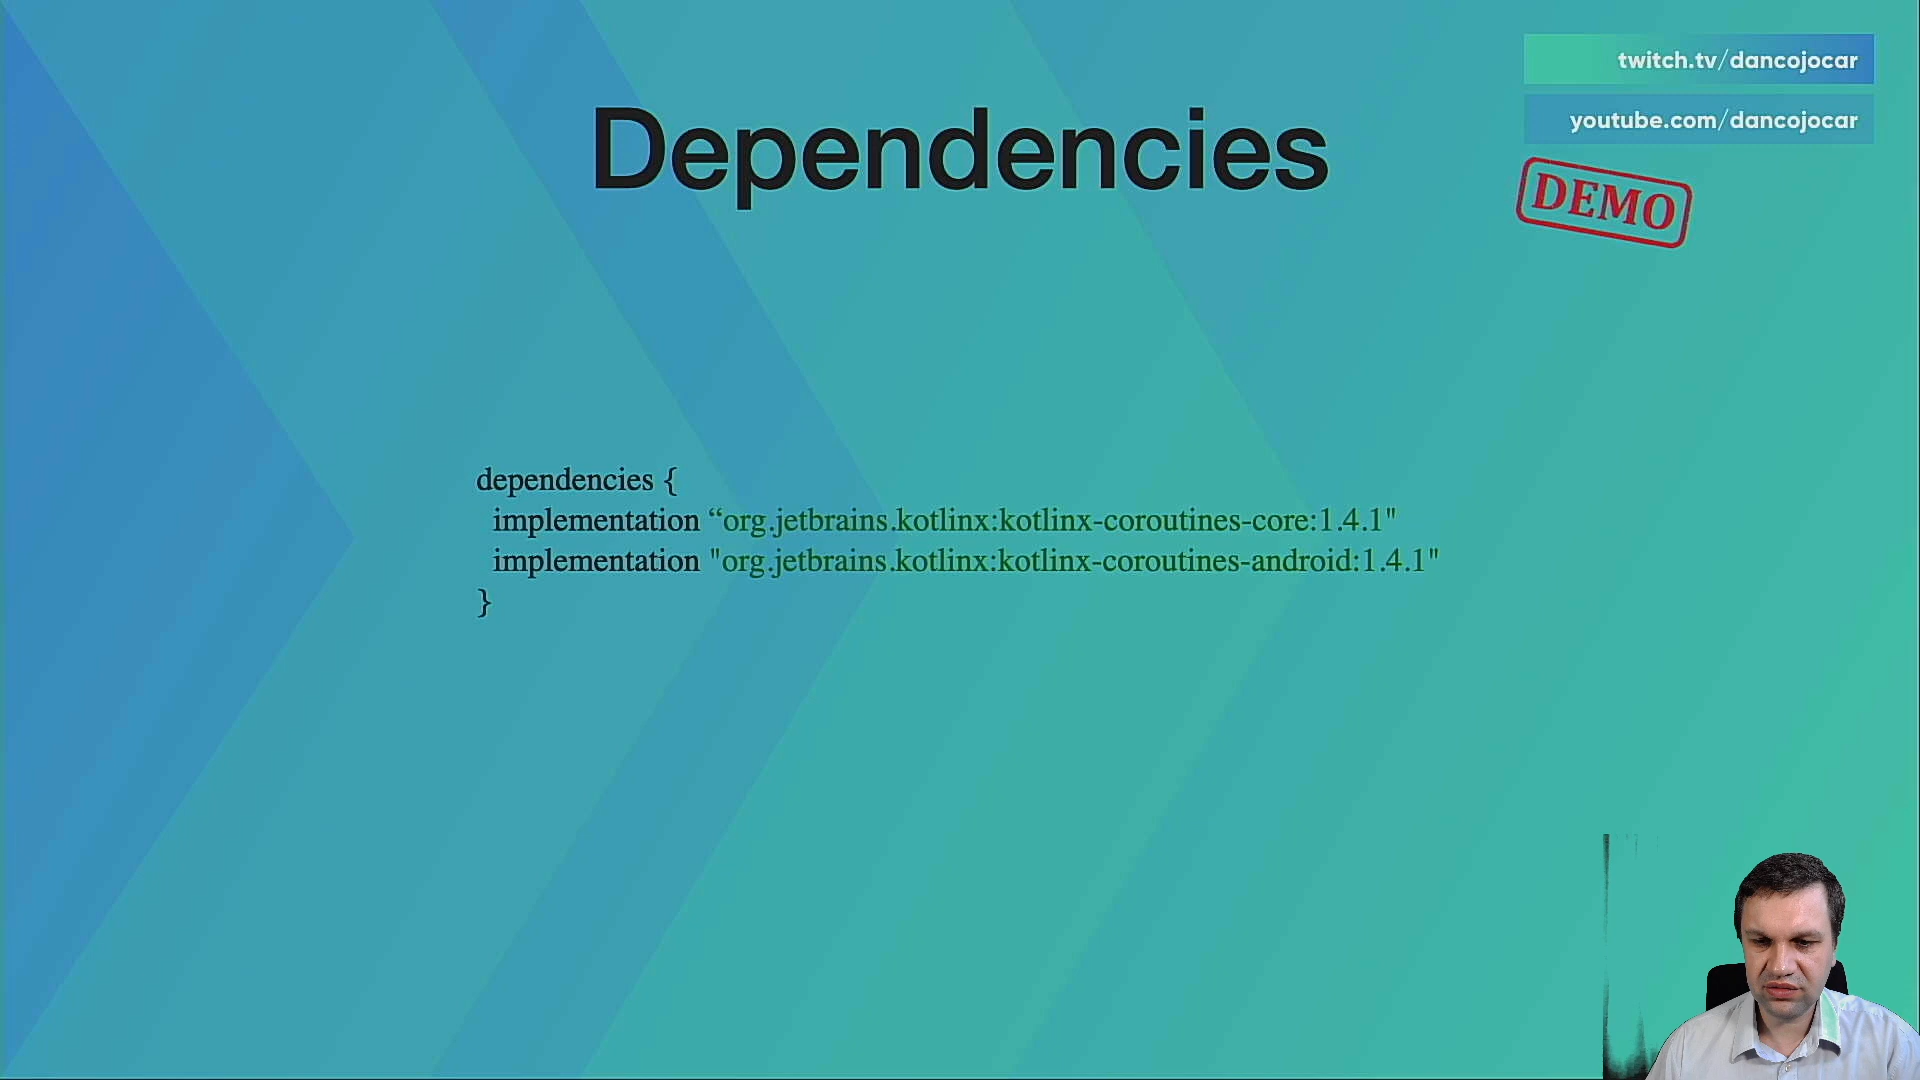 twitch.tv/dancojocar
youtube.com/dancojocar
Dependencies
DEMO
dependencies {
implementation “org.jetbrains.kotlinx:kotlinx-coroutines-core:1.4.1"
implementation "org.jetbrains.kotlinx:kotlinx-coroutines-android:1.4.1"
}